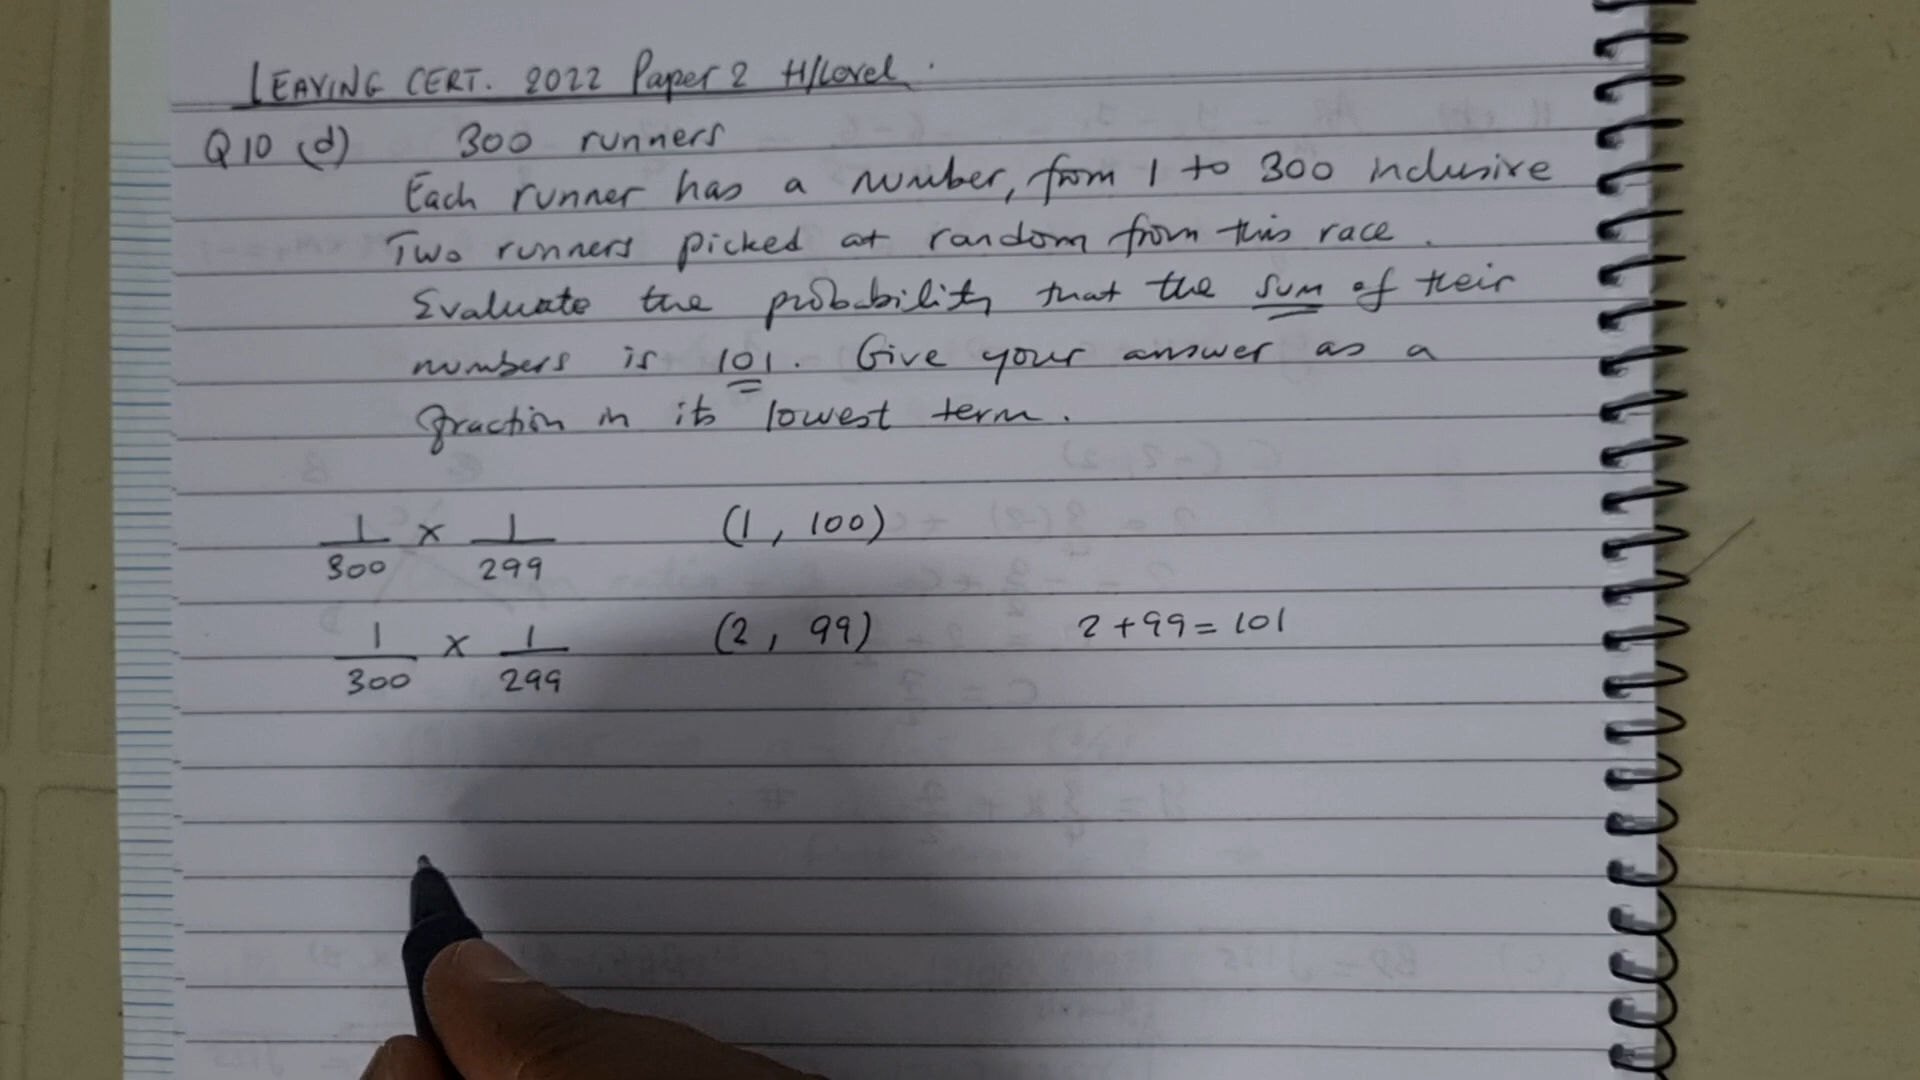 LEAVING CERT. 2022 Paper 2 H/Level.
Q10 (d) 300 runners
Each runner has a number, from 1 to 300 inclusive
Two runners picked at random from this race.
Evaluate the probability that the sum of their
numbers is 101. Give your answer as a
fraction in its lowest term.
1/300 x 1/299 (1, 100)
1/300 x 1/299 (2, 99) 2+99=101